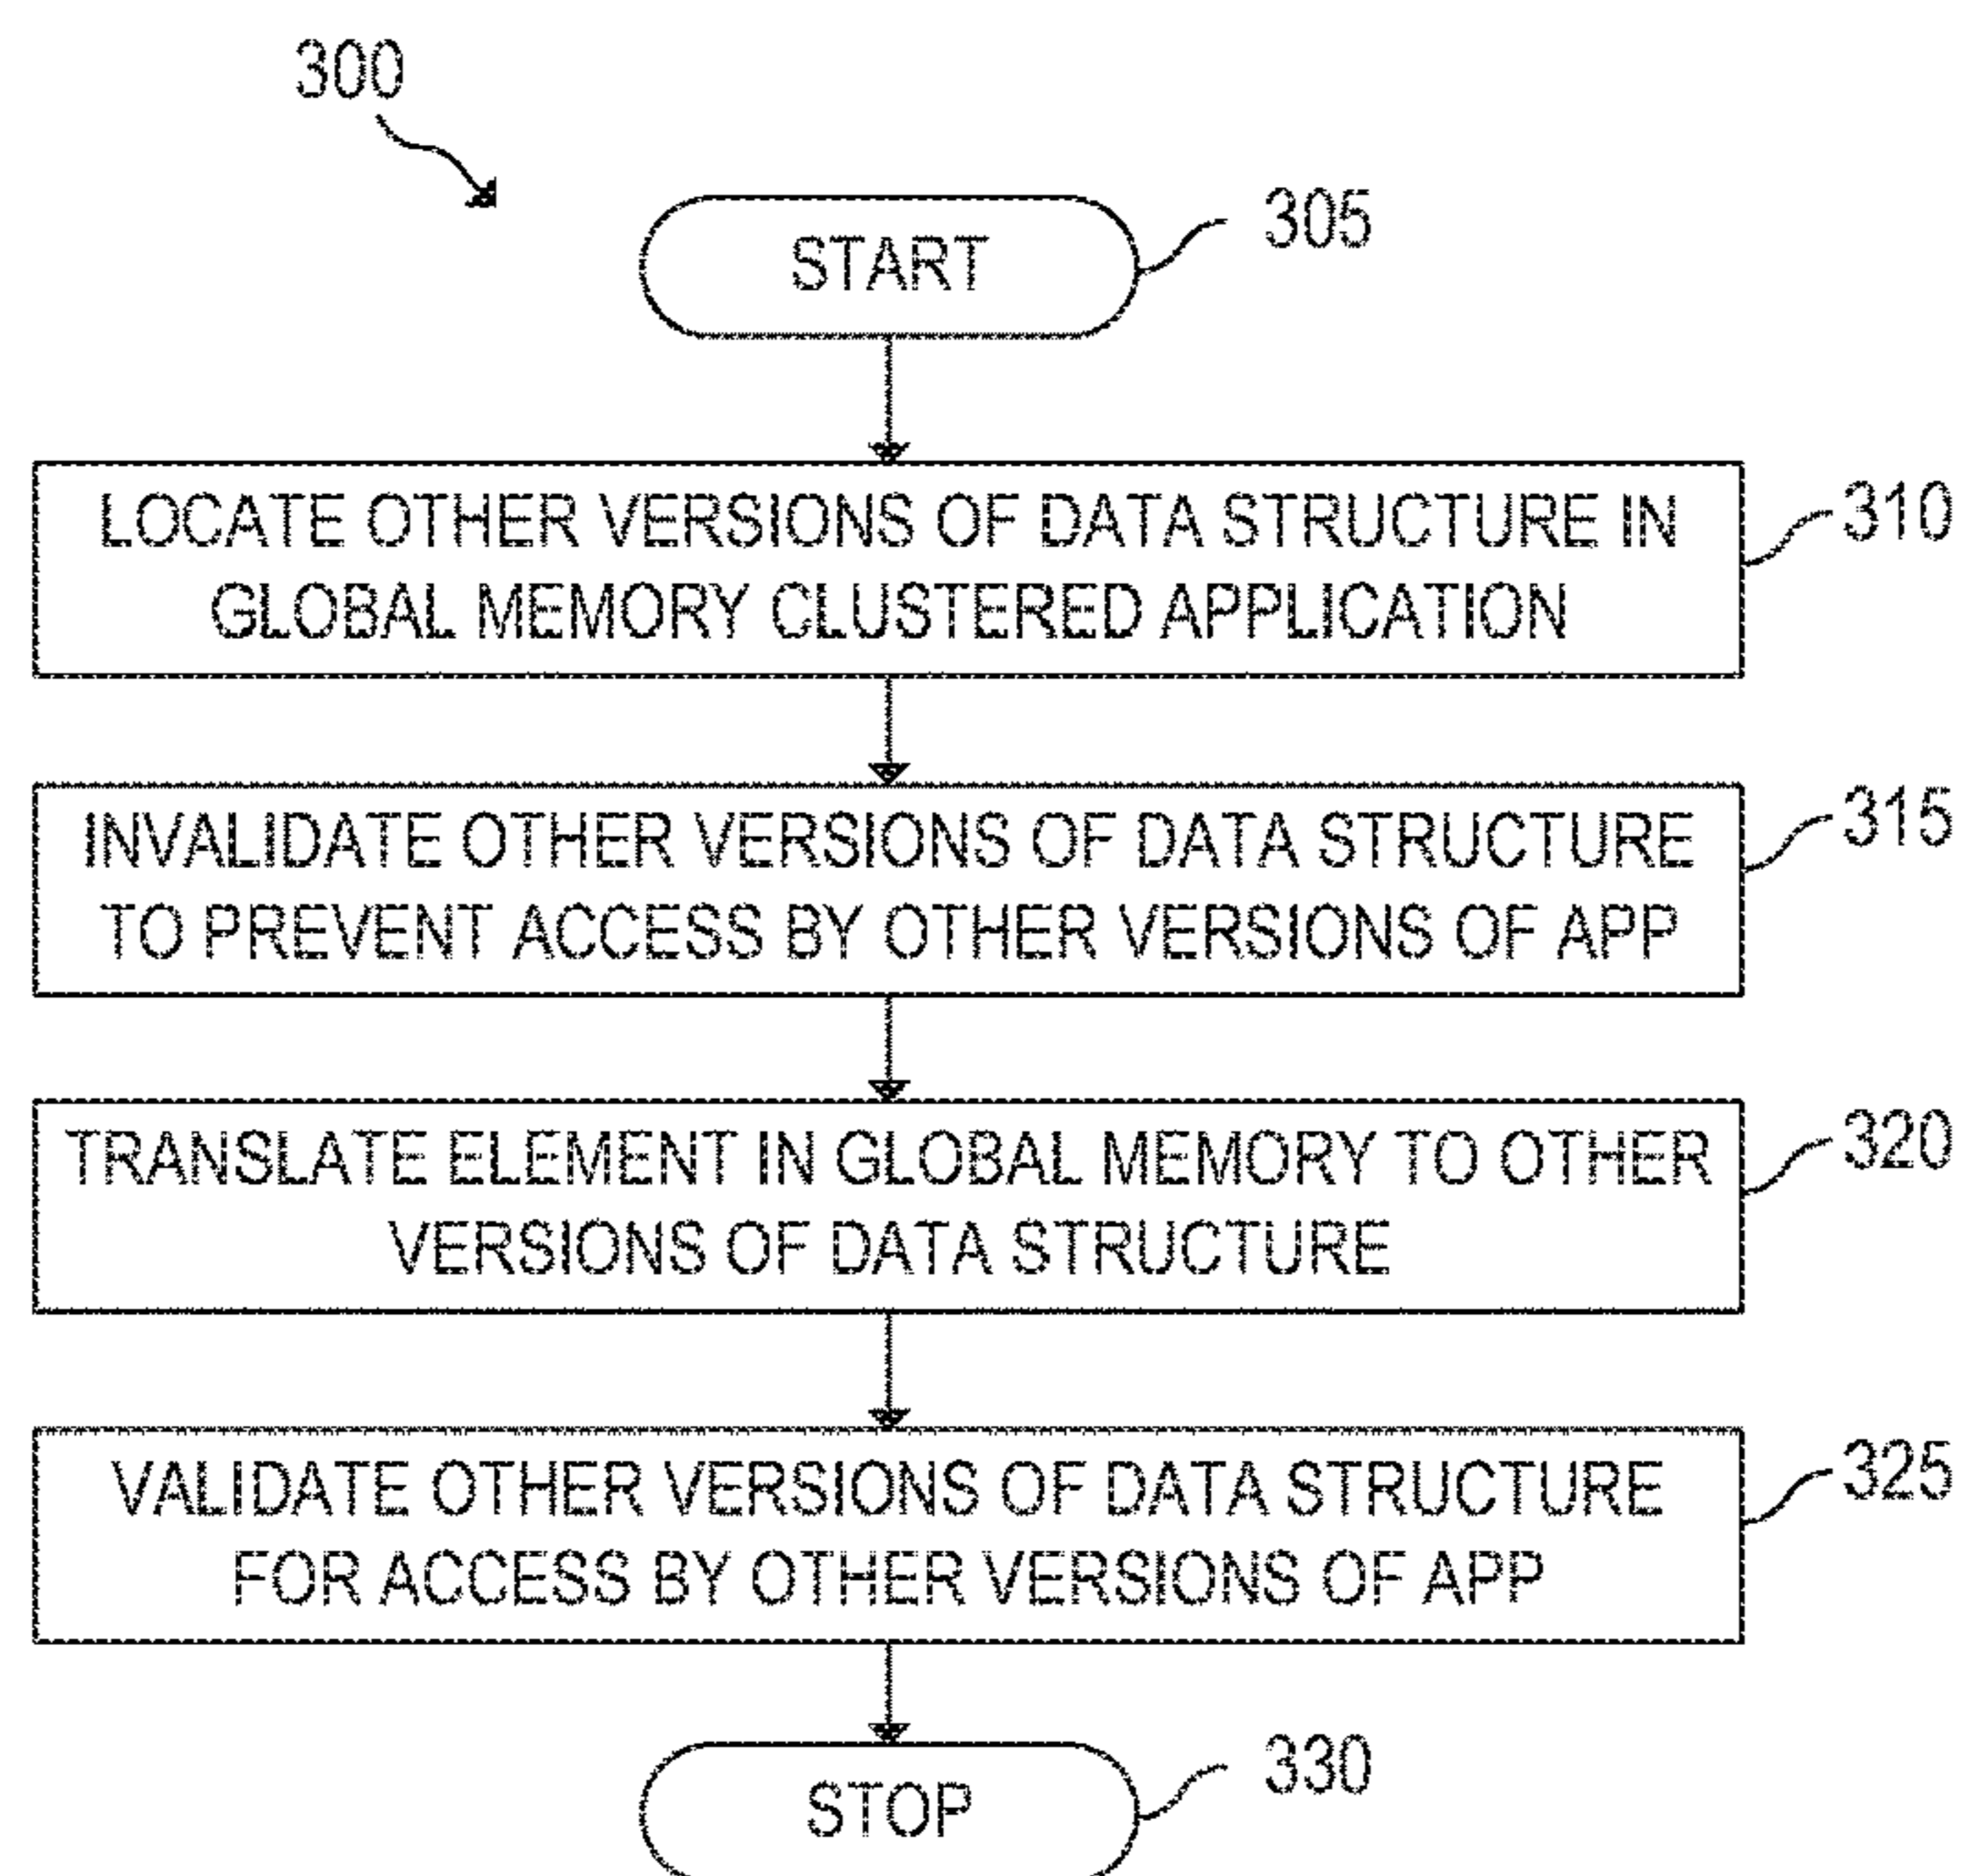 300
START
305
LOCATE OTHER VERSIONS OF DATA STRUCTURE IN
GLOBAL MEMORY CLUSTERED APPLICATION
310
INVALIDATE OTHER VERSIONS OF DATA STRUCTURE
TO PREVENT ACCESS BY OTHER VERSIONS OF APP
315
TRANSLATE ELEMENT IN GLOBAL MEMORY TO OTHER
VERSIONS OF DATA STRUCTURE
320
VALIDATE OTHER VERSIONS OF DATA STRUCTURE
FOR ACCESS BY OTHER VERSIONS OF APP
325
STOP
330